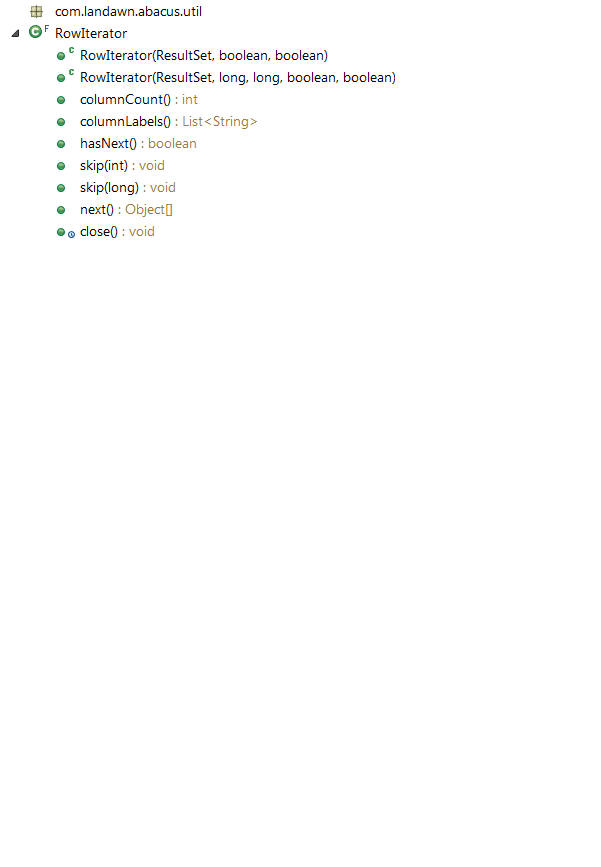 com.landawn.abacus.util
C F RowIterator
C RowIterator(ResultSet, boolean, boolean)
C RowIterator(ResultSet, long, long, boolean, boolean)
columnCount() : int
columnLabels() : List<String>
hasNext() : boolean
skip(int) : void
skip(long) : void
next() : Object[]
close() : void